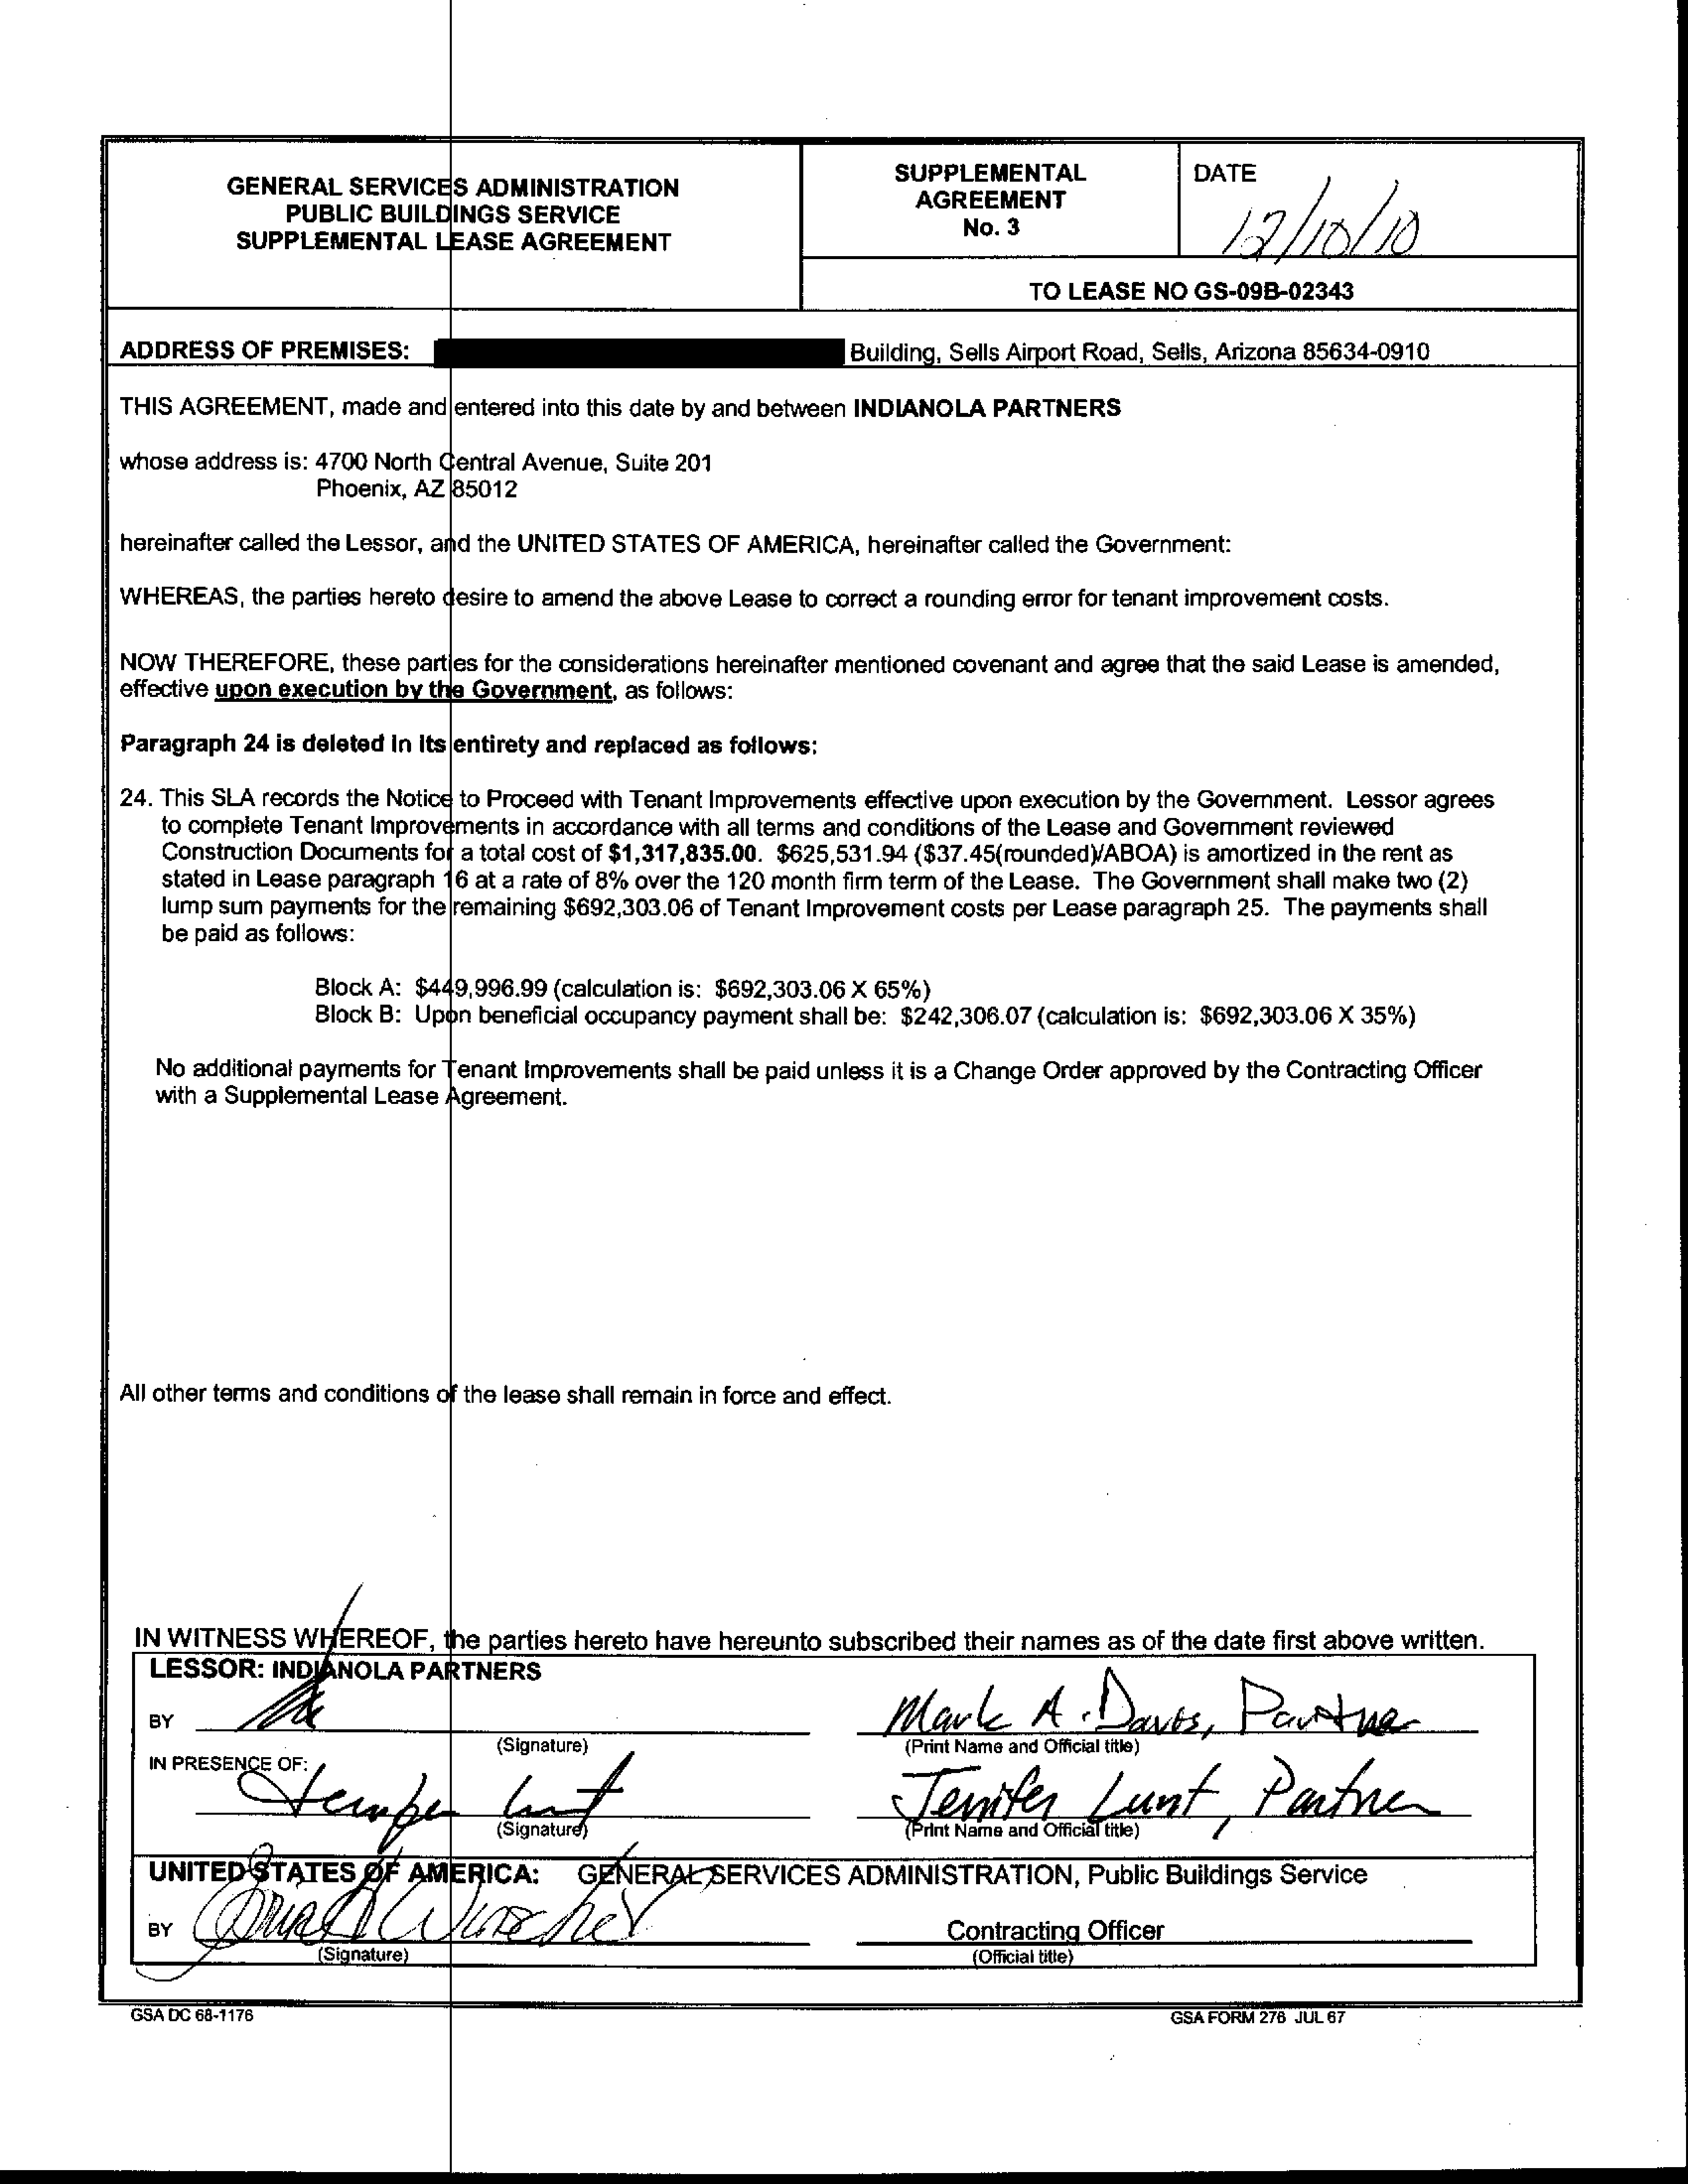 GENERAL SERVICES ADMINISTRATION
PUBLIC BUILDINGS SERVICE
SUPPLEMENTAL LEASE AGREEMENT
SUPPLEMENTAL
AGREEMENT
No. 3
DATE
12/10/10
TO LEASE NO GS-09B-02343
ADDRESS OF PREMISES: Building, Sells Airport Road, Sells, Arizona 85634-0910
THIS AGREEMENT, made and entered into this date by and between INDIANOLA PARTNERS
whose address is: 4700 North Central Avenue, Suite 201
Phoenix, AZ 85012
hereinafter called the Lessor, and the UNITED STATES OF AMERICA, hereinafter called the Government:
WHEREAS, the parties hereto desire to amend the above Lease to correct a rounding error for tenant improvement costs.
NOW THEREFORE, these parties for the considerations hereinafter mentioned covenant and agree that the said Lease is amended,
effective upon execution by the Government, as follows:
Paragraph 24 is deleted in its entirety and replaced as follows:
24. This SLA records the Notice to Proceed with Tenant Improvements effective upon execution by the Government. Lessor agrees
to complete Tenant Improvements in accordance with all terms and conditions of the Lease and Government reviewed
Construction Documents for a total cost of $1,317,835.00. $625,531.94 ($37.45(rounded)/ABOA) is amortized in the rent as
stated in Lease paragraph 16 at a rate of 8% over the 120 month firm term of the Lease. The Government shall make two (2)
lump sum payments for the remaining $692,303.06 of Tenant Improvement costs per Lease paragraph 25. The payments shall
be paid as follows:
Block A: $449,996.99 (calculation is: $692,303.06 X 65%)
Block B: Upon beneficial occupancy payment shall be: $242,306.07 (calculation is: $692,303.06 X 35%)
No additional payments for Tenant Improvements shall be paid unless it is a Change Order approved by the Contracting Officer
with a Supplemental Lease Agreement.
All other terms and conditions of the lease shall remain in force and effect.
IN WITNESS WHEREOF, the parties hereto have hereunto subscribed their names as of the date first above written.
LESSOR: INDIANOLA PARTNERS
BY
Mark A. Davis, Partner
(Signature)
(Print Name and Official title)
IN PRESENCE OF:
Jennifer Lunt, Partner
(Signature)
(Print Name and Official title)
UNITED STATES OF AMERICA: GENERAL SERVICES ADMINISTRATION, Public Buildings Service
BY
Contracting Officer
(Signature)
(Official title)
GSA DC 68-1176
GSA FORM 276 JUL 67